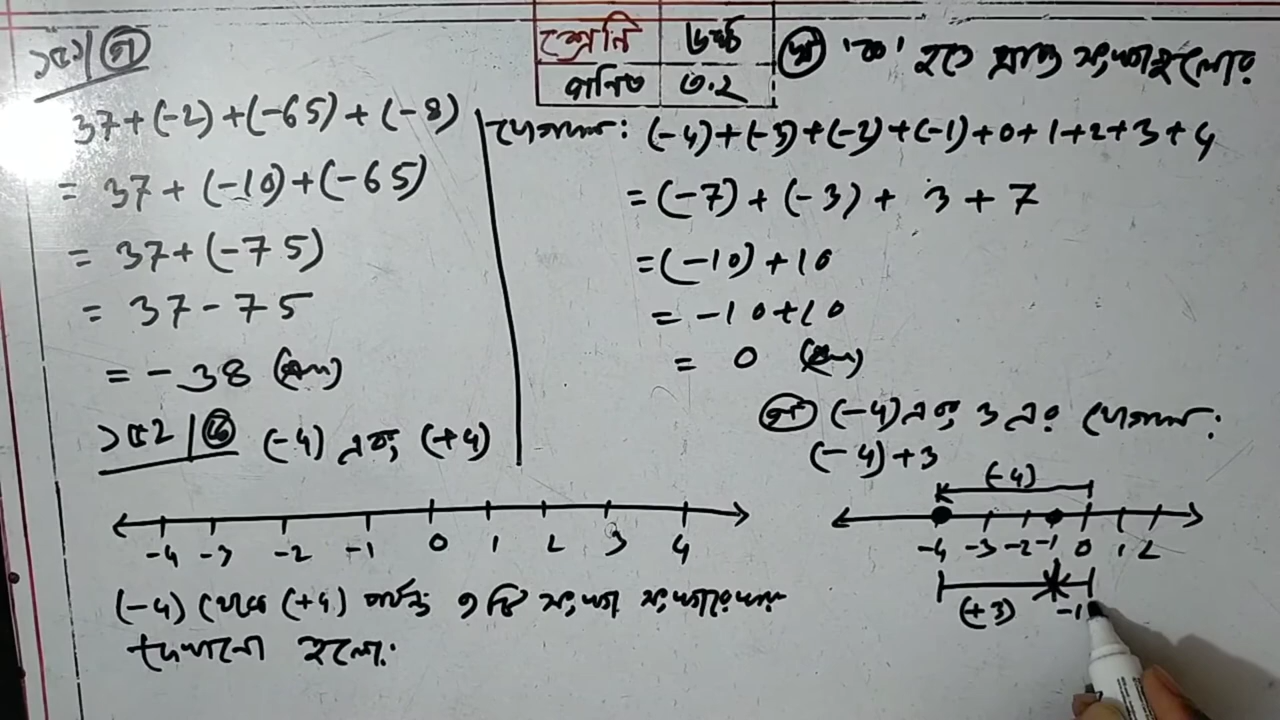 ১৫১|গ
37+(-2)+(-65)+(-8)
= 37+(-10)+(-65)
= 37+(-75)
= 37-75
= -38 (Ans)
১৫২|ক (-4) এবং (+4)
-4 -3 -2 -1 0 1 2 3 4
(-4) থেকে (+4) পর্যন্ত ৯টি সংখ্যা সংখ্যারেখায়
দেখানো হলো:
শ্রেণি ষষ্ঠ
গণিত ৩.২
খ 'ক' হতে প্রাপ্ত সংখ্যাগুলোর
যোগফল: (-4)+(-3)+(-2)+(-1)+0+1+2+3+4
=(-7)+(-3)+3+7
=(-10)+10
= -10+10
= 0 (Ans)
গ (-4) এবং 3 এর যোগফল:
(-4)+3
(-4)
-4 -3 -2 -1 0 1 2
(+3) -1